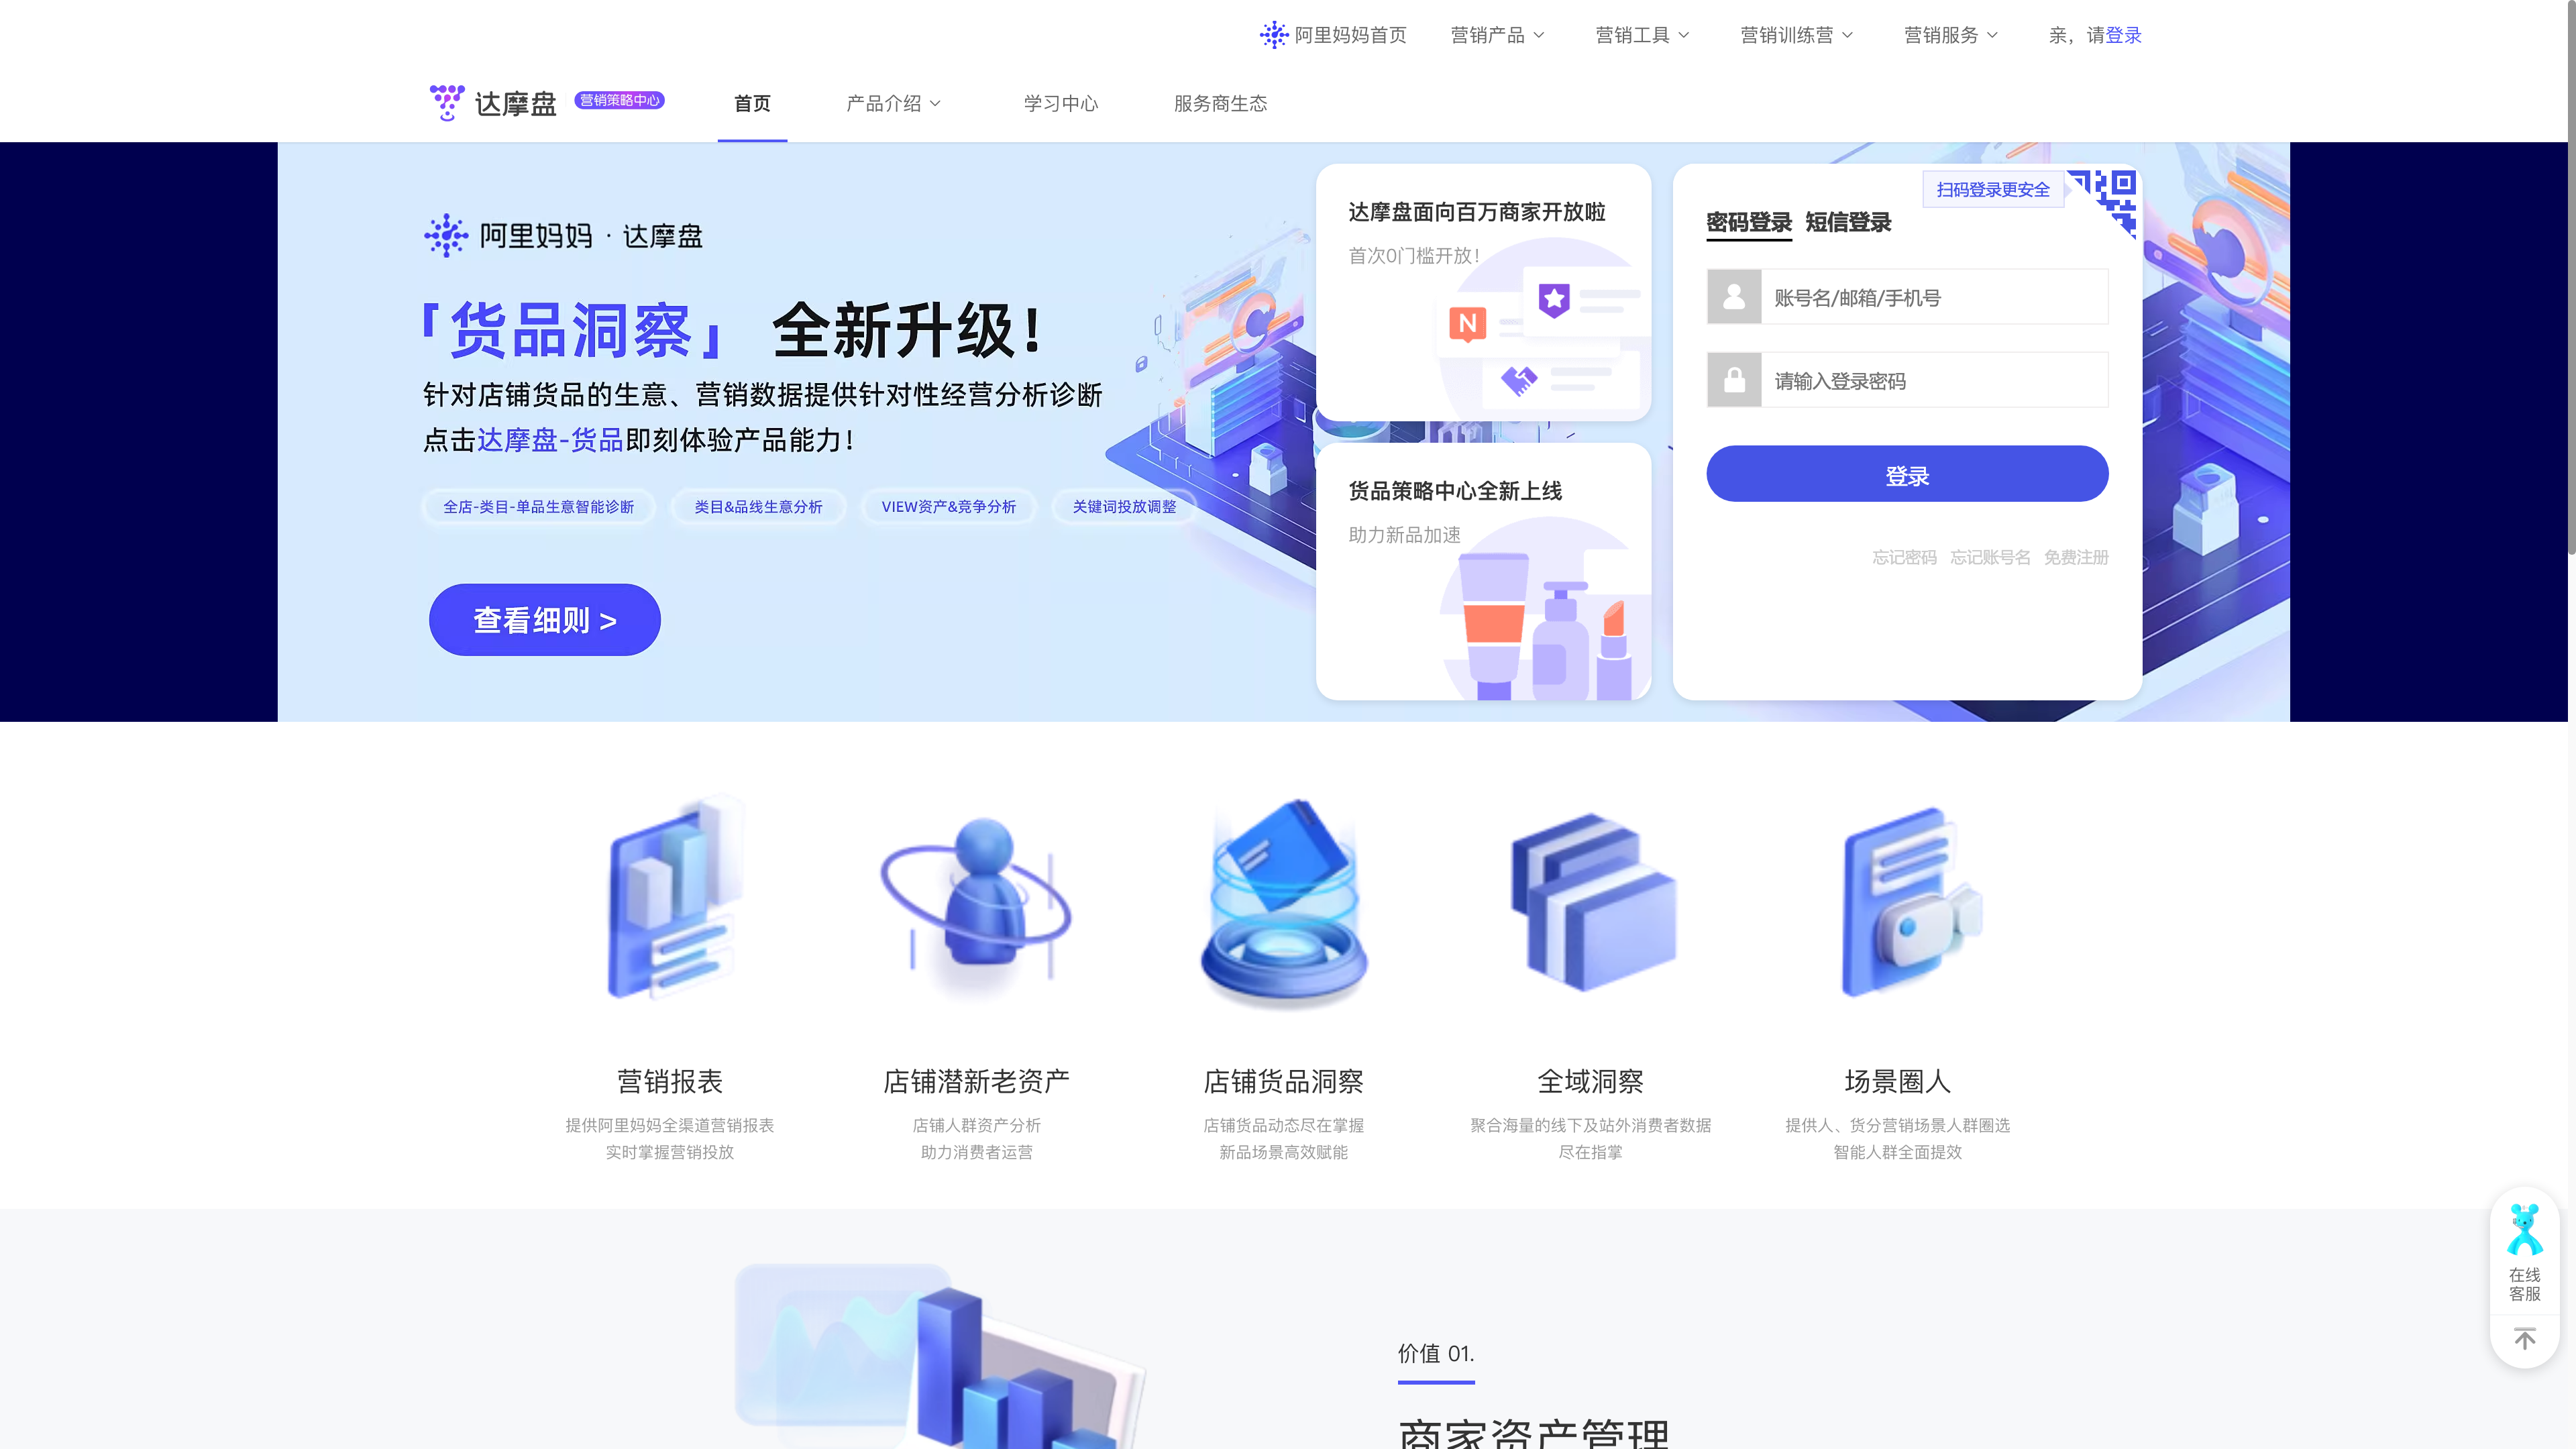 阿里妈妈首页 营销产品 营销工具 营销训练营 营销服务 亲，请登录
达摩盘 营销策略中心 首页 产品介绍 学习中心 服务商生态
阿里妈妈 · 达摩盘
「货品洞察」 全新升级！
针对店铺货品的生意、营销数据提供针对性经营分析诊断
点击达摩盘-货品即刻体验产品能力！
全店-类目-单品生意智能诊断 类目&品线生意分析 VIEW资产&竞争分析 关键词投放调整
查看细则 >
达摩盘面向百万商家开放啦
首次0门槛开放！
N
货品策略中心全新上线
助力新品加速
扫码登录更安全
密码登录 短信登录
账号名/邮箱/手机号
请输入登录密码
登录
忘记密码 忘记账号名 免费注册
营销报表
提供阿里妈妈全渠道营销报表
实时掌握营销投放
店铺潜新老资产
店铺人群资产分析
助力消费者运营
店铺货品洞察
店铺货品动态尽在掌握
新品场景高效赋能
全域洞察
聚合海量的线下及站外消费者数据
尽在指掌
场景圈人
提供人、货分营销场景人群圈选
智能人群全面提效
在线
客服
价值 01.
商家资产管理